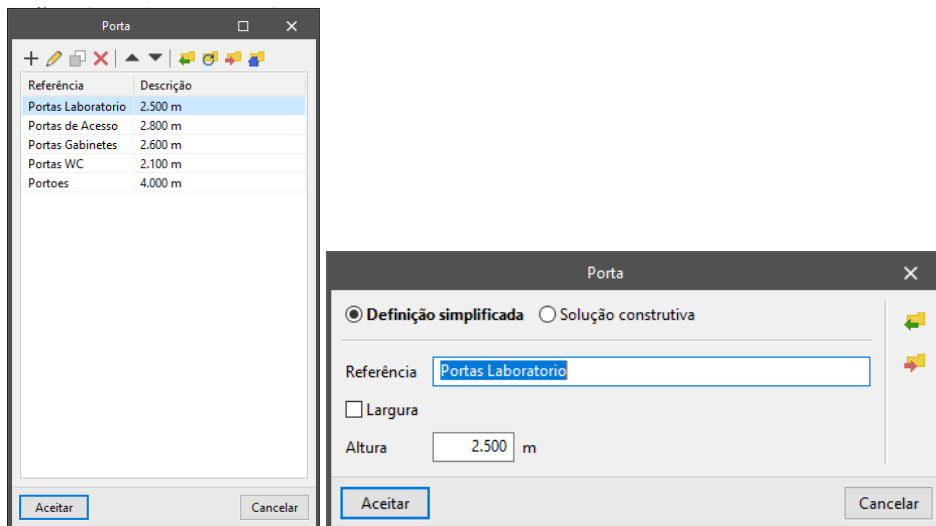 Porta
Referência Descrição
Portas Laboratorio 2.500 m
Portas de Acesso 2.800 m
Portas Gabinetes 2.600 m
Portas WC 2.100 m
Portoes 4.000 m
Aceitar Cancelar
Porta
Definição simplificada Solução construtiva
Referência Portas Laboratorio
Largura
Altura 2.500 m
Aceitar Cancelar